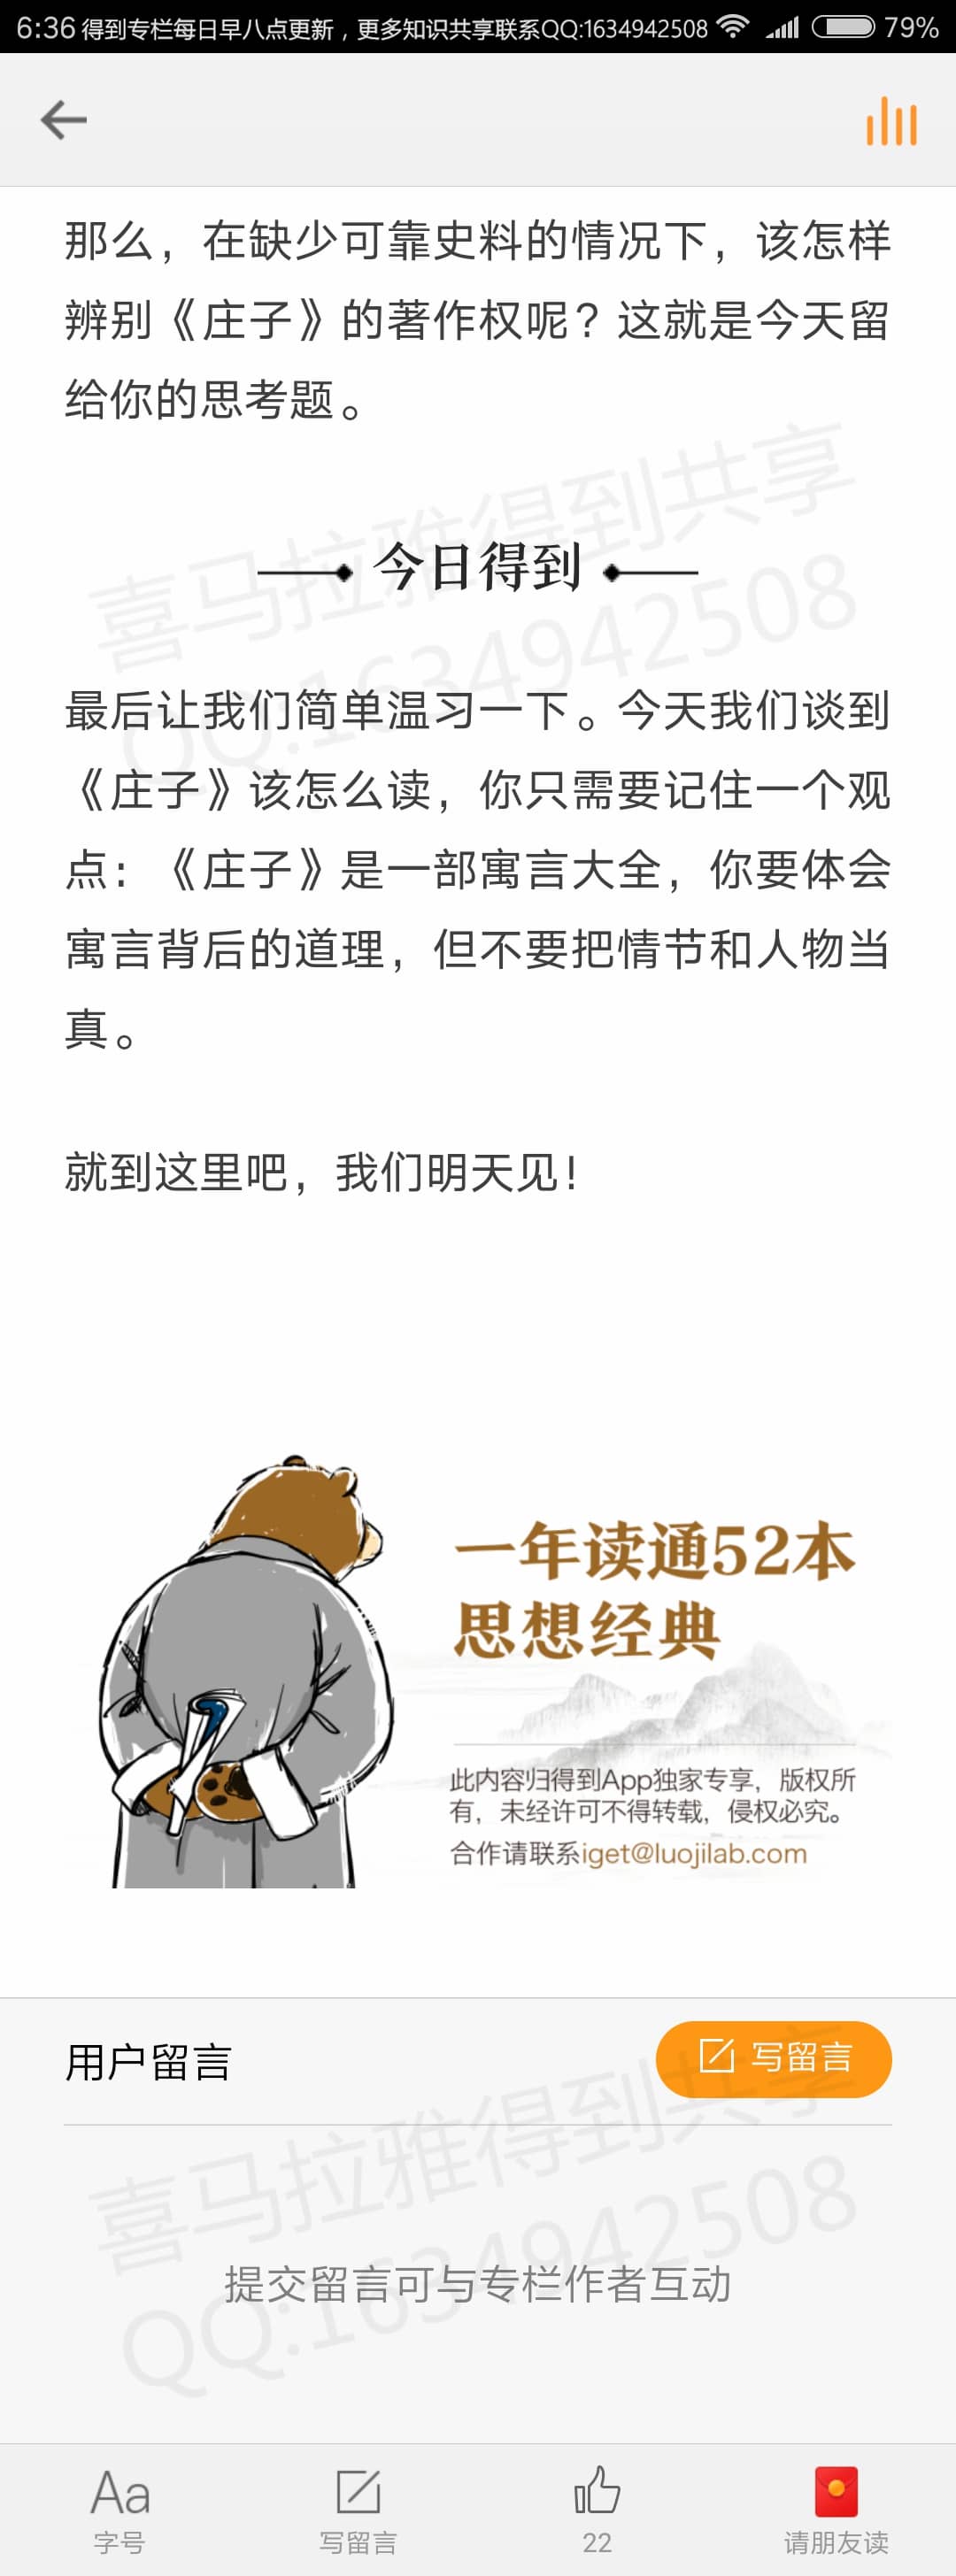 6:36 得到专栏每日早八点更新，更多知识共享联系QQ:1634942508 79%
那么，在缺少可靠史料的情况下，该怎样
辨别《庄子》的著作权呢？这就是今天留
给你的思考题。
喜马拉雅得到共享
QQ:1634942508
今日得到
最后让我们简单温习一下。今天我们谈到
《庄子》该怎么读，你只需要记住一个观
点：《庄子》是一部寓言大全，你要体会
寓言背后的道理，但不要把情节和人物当
真。
就到这里吧，我们明天见！
一年读通52本
思想经典
此内容归得到App独家专享，版权所
有，未经许可不得转载，侵权必究。
合作请联系iget@luojilab.com
用户留言
写留言
喜马拉雅得到共享
QQ:1634942508
提交留言可与专栏作者互动
Aa
字号
写留言
22
请朋友读